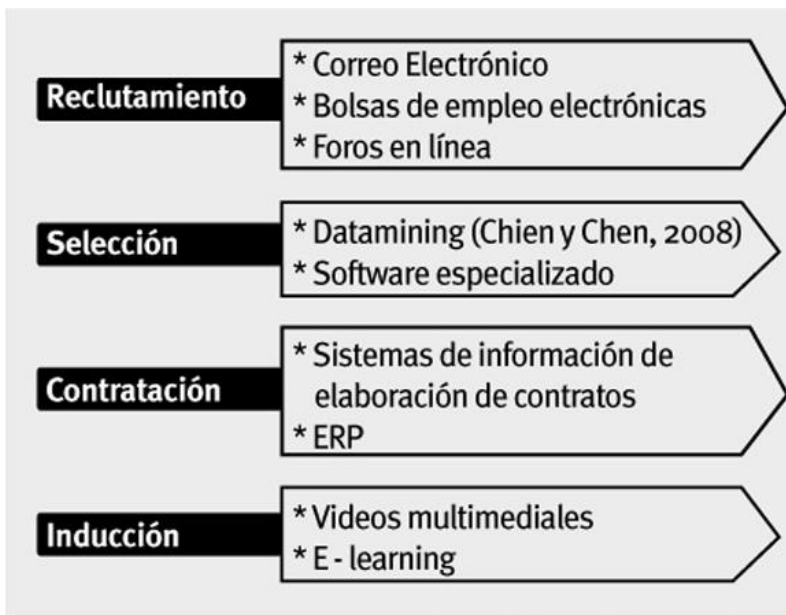 Reclutamiento
* Correo Electrónico
* Bolsas de empleo electrónicas
* Foros en línea
Selección
* Datamining (Chien y Chen, 2008)
* Software especializado
Contratación
* Sistemas de información de
elaboración de contratos
* ERP
Inducción
* Videos multimediales
* E - learning